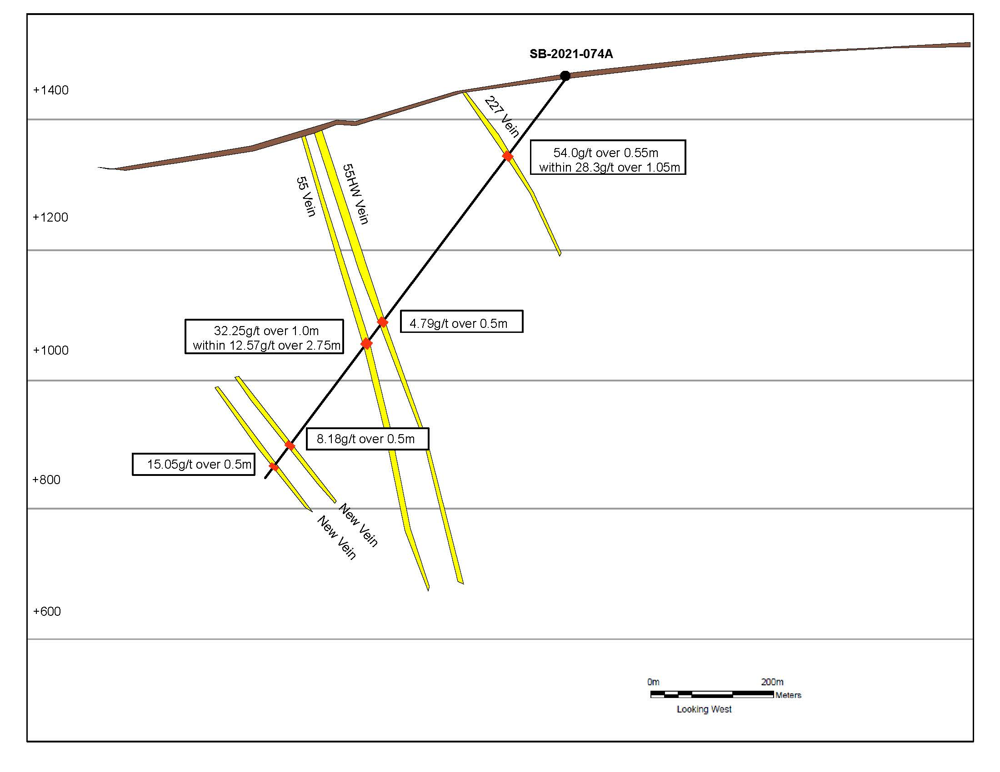 SB-2021-074A
+1400
227 Vein
54.0g/t over 0.55m
within 28.3g/t over 1.05m
55HW Vein
55 Vein
+1200
4.79g/t over 0.5m
32.25g/t over 1.0m
within 12.57g/t over 2.75m
+1000
8.18g/t over 0.5m
15.05g/t over 0.5m
+800
New Vein
New Vein
+600
0m
200m
Meters
Looking West